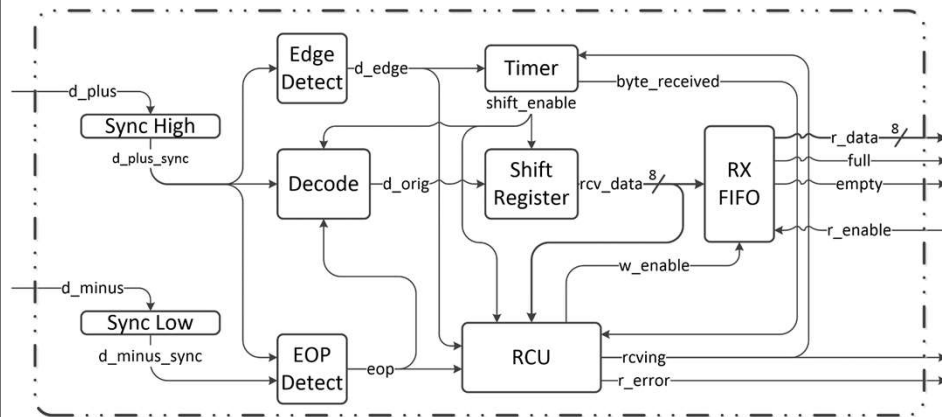 Edge
Detect
d_edge
Timer
byte_received
d_plus
shift_enable
Sync High
d_plus_sync
Decode
d_orig
Shift
Register
rcv_data
8
RX
FIFO
r_data
8
full
empty
r_enable
w_enable
d_minus
Sync Low
d_minus_sync
EOP
Detect
eop
RCU
rcving
r_error